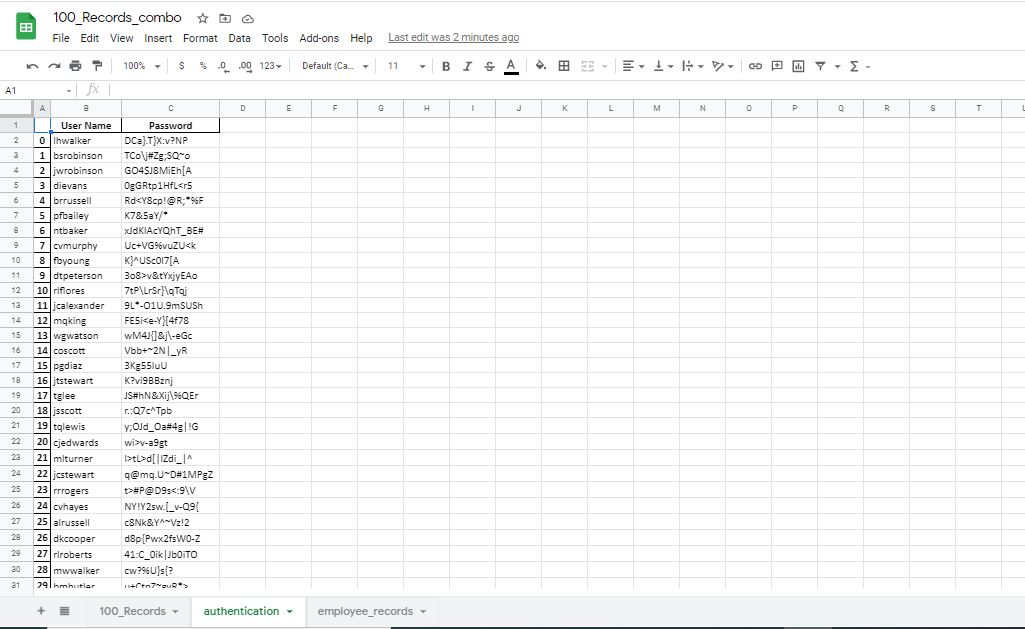 100_Records_combo
File Edit View Insert Format Data Tools Add-ons Help Last edit was 2 minutes ago
100% $ % .0 .00 123 Default (Ca... 11 B I S A
A1 fx
A B C D E F G H I J K L M N O P Q R S T
1 User Name Password
2 0 lhwalker DCa}.T}X:v?NP
3 1 bsrobinson TCo\j#Zg;SQ~o
4 2 jwrobinson GO4$J8MiEh[A
5 3 dievans 0gGRtp1HfL<r5
6 4 brrussell Rd<Y8cp!@R;*%F
7 5 pfbailey K7&5aY/*
8 6 ntbaker xJdKIAcYQhT_BE#
9 7 cvmurphy Uc+VG%vuZU<k
10 8 fbyoung K}^USc0I7[A
11 9 dtpeterson 3o8>v&tYxjyEAo
12 10 rlflores 7tP\LrSr}\qTqj
13 11 jcalexander 9L*-O1U.9mSUSh
14 12 mqking FE5i<e-Y}[4f78
15 13 wgwatson wM4J{]&j\-eGc
16 14 coscott Vbb+~2N|_yR
17 15 pgdiaz 3Kg55IuU
18 16 jtstewart K?vi9BBznj
19 17 tglee JS#hN&Xij\%QEr
20 18 jsscott r.:Q7c^Tpb
21 19 tqlewis y;OJd_Oa#4g|!G
22 20 cjedwards wi>v-a9gt
23 21 mlturner I>tL>d[|IZdi_|^
24 22 jcstewart q@mq.U~D#1MPgZ
25 23 rrrogers t>#P@D9s<:9\V
26 24 cvhayes NY!Y2sw.[_v-Q9{
27 25 alrussell c8Nk&Y^~Vz!2
28 26 dkcooper d8p{Pwx2fsW0-Z
29 27 rlroberts 41:C_0ik|Jb0iTO
30 28 mwwalker cw?%U}s{?
31 29 bmbutler
100_Records authentication employee_records